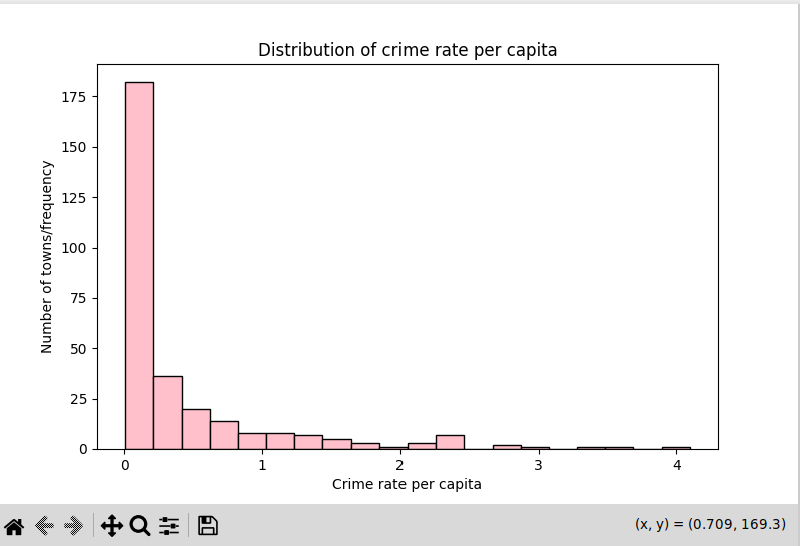 Distribution of crime rate per capita
Number of towns/frequency
175
150
125
100
75
50
25
0
0 1 2 3 4
Crime rate per capita
(x, y) = (0.709, 169.3)